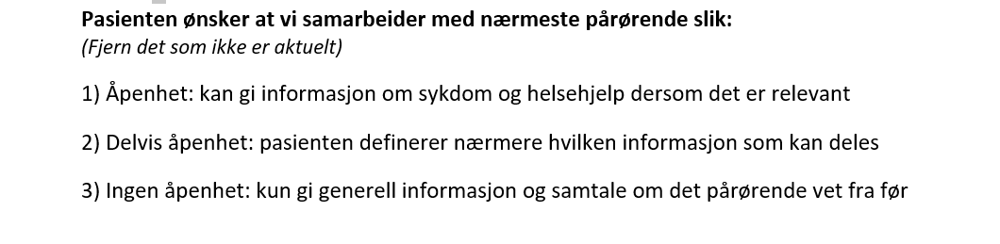 Pasienten ønsker at vi samarbeider med nærmeste pårørende slik:
(Fjern det som ikke er aktuelt)
1) Åpenhet: kan gi informasjon om sykdom og helsehjelp dersom det er relevant
2) Delvis åpenhet: pasienten definerer nærmere hvilken informasjon som kan deles
3) Ingen åpenhet: kun gi generell informasjon og samtale om det pårørende vet fra før